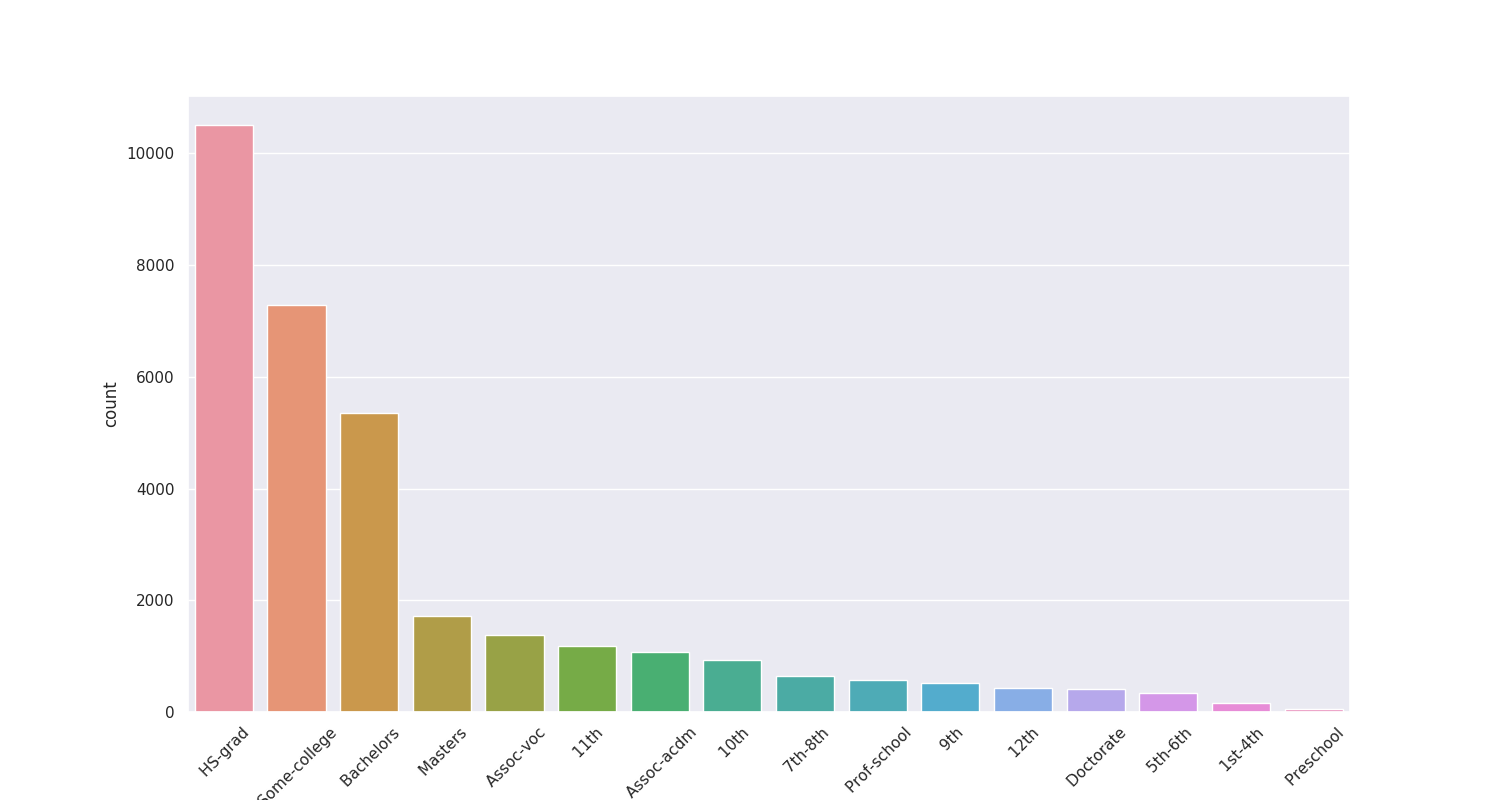 10000
8000
6000
4000
2000
0
count
HS-grad
Some-college
Bachelors
Masters
Assoc-voc
11th
Assoc-acdm
10th
7th-8th
Prof-school
9th
12th
Doctorate
5th-6th
1st-4th
Preschool